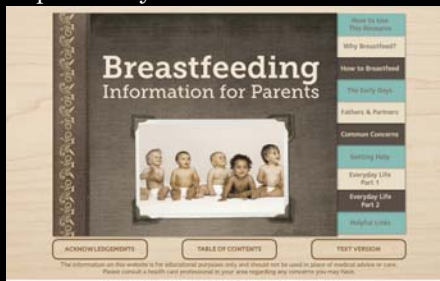 Breastfeeding
Information for Parents
How to Use
This Resource
Why Breastfeed?
How to Breastfeed
The Early Days
Fathers & Partners
Common Concerns
Getting Help
Everyday Life
Part 1
Everyday Life
Part 2
Helpful Links
ACKNOWLEDGEMENTS
TABLE OF CONTENTS
TEXT VERSION
The information on this website is for educational purposes only and should not be used in place of medical advice or care.
Please consult a health care professional in your area regarding any concerns you may have.